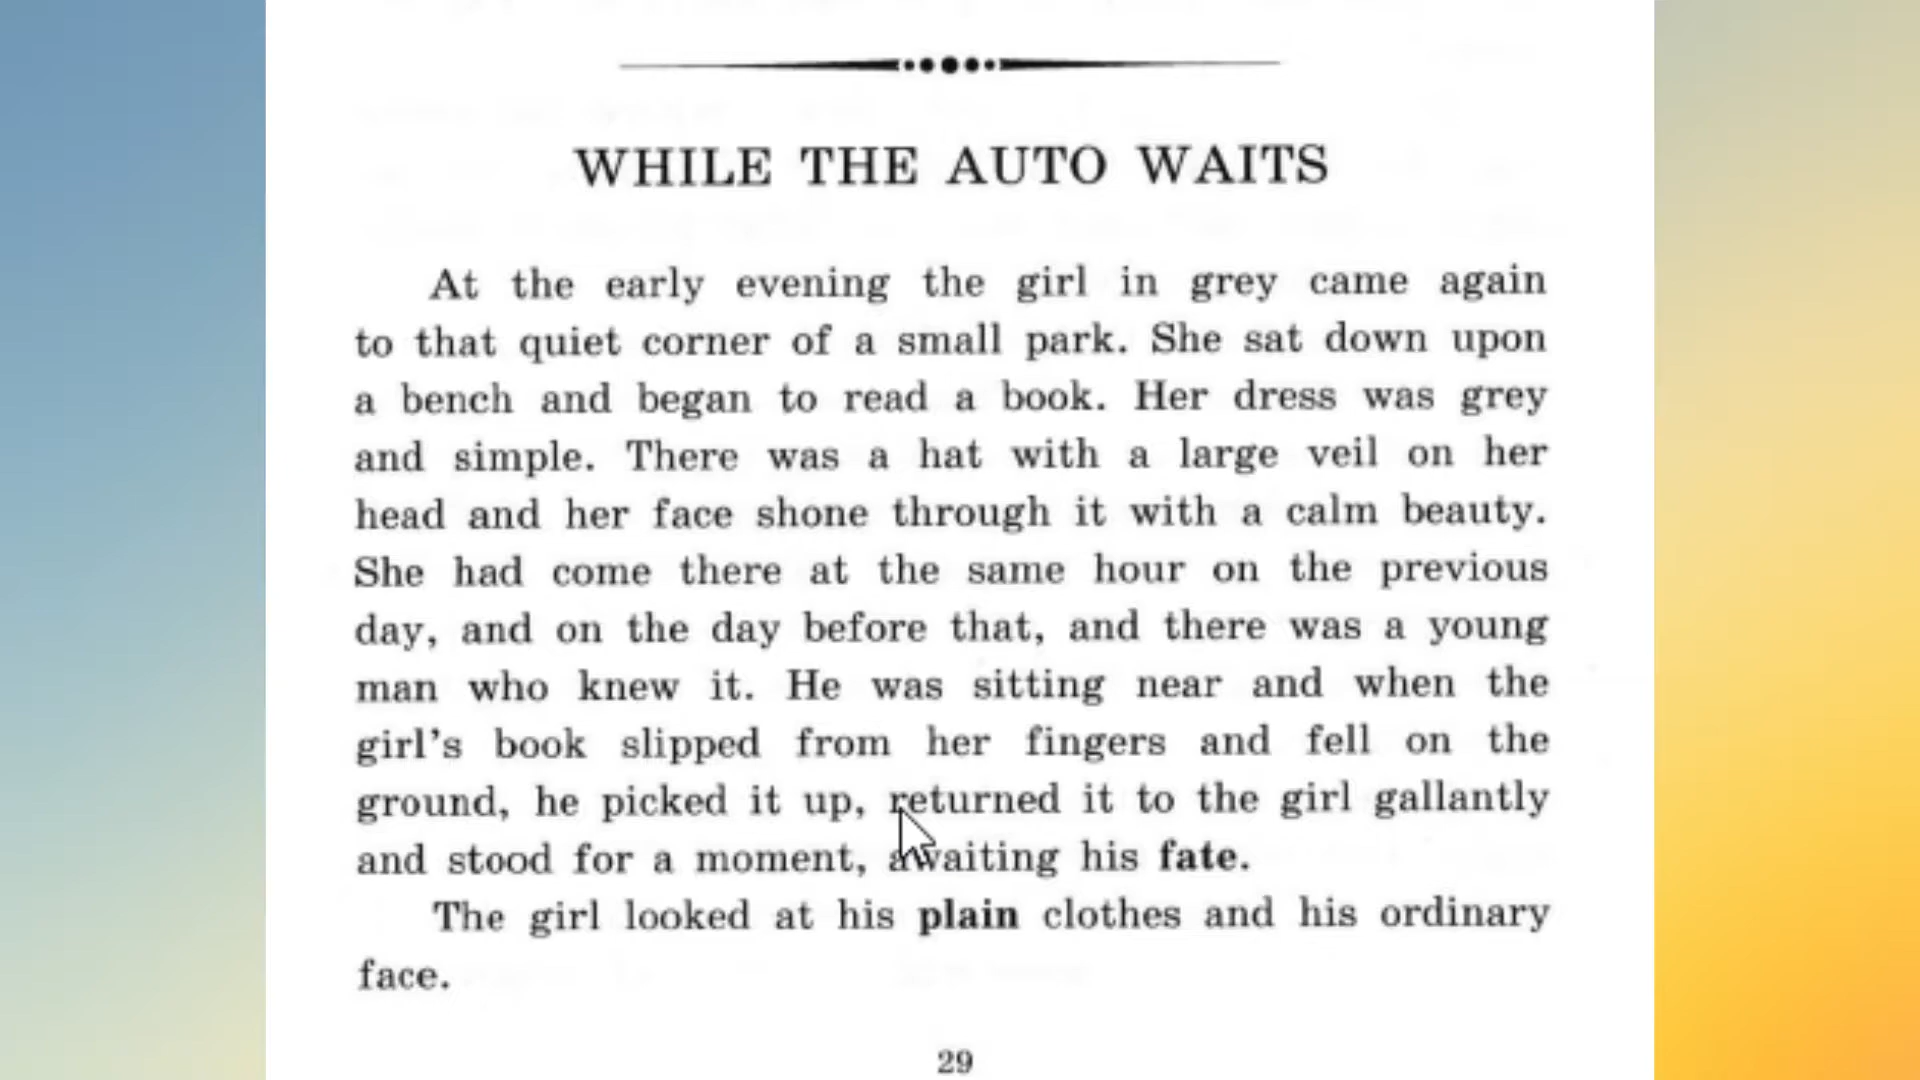 WHILE THE AUTO WAITS
At the early evening the girl in grey came again
to that quiet corner of a small park. She sat down upon
a bench and began to read a book. Her dress was grey
and simple. There was a hat with a large veil on her
head and her face shone through it with a calm beauty.
She had come there at the same hour on the previous
day, and on the day before that, and there was a young
man who knew it. He was sitting near and when the
girl's book slipped from her fingers and fell on the
ground, he picked it up, returned it to the girl gallantly
and stood for a moment, awaiting his fate.
The girl looked at his plain clothes and his ordinary
face.
29